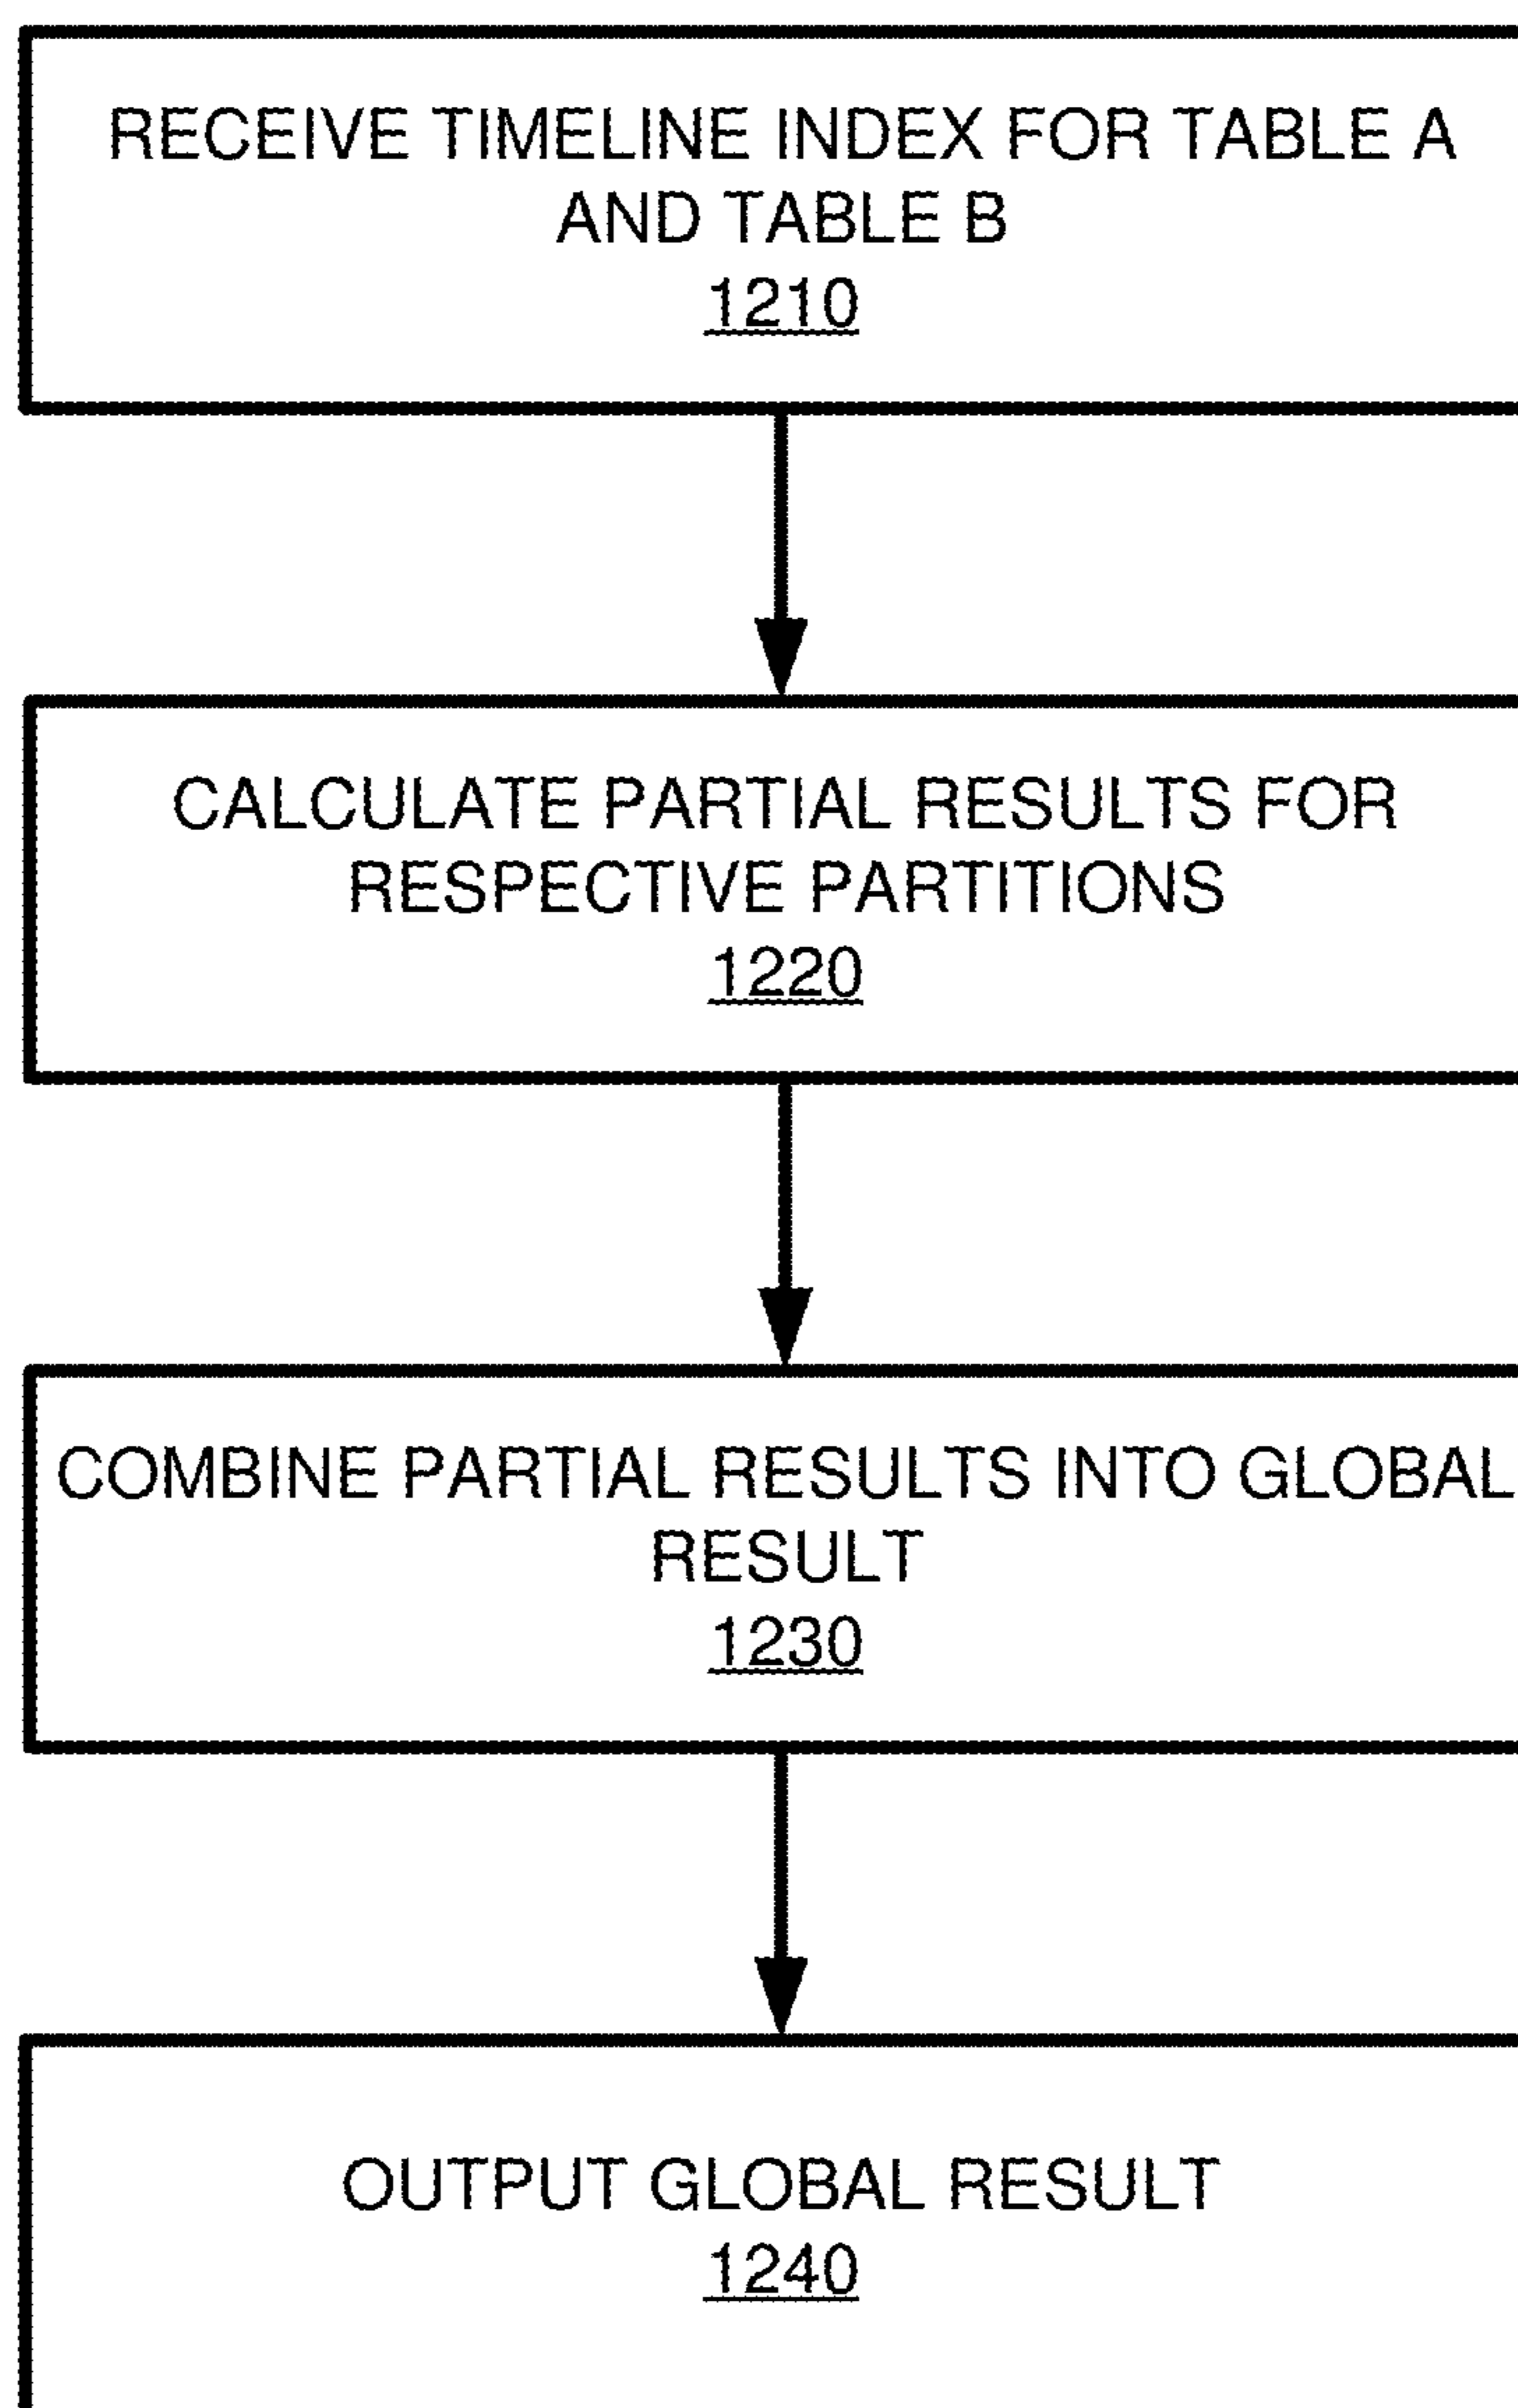 RECEIVE TIMELINE INDEX FOR TABLE A
AND TABLE B
1210
CALCULATE PARTIAL RESULTS FOR
RESPECTIVE PARTITIONS
1220
COMBINE PARTIAL RESULTS INTO GLOBAL
RESULT
1230
OUTPUT GLOBAL RESULT
1240